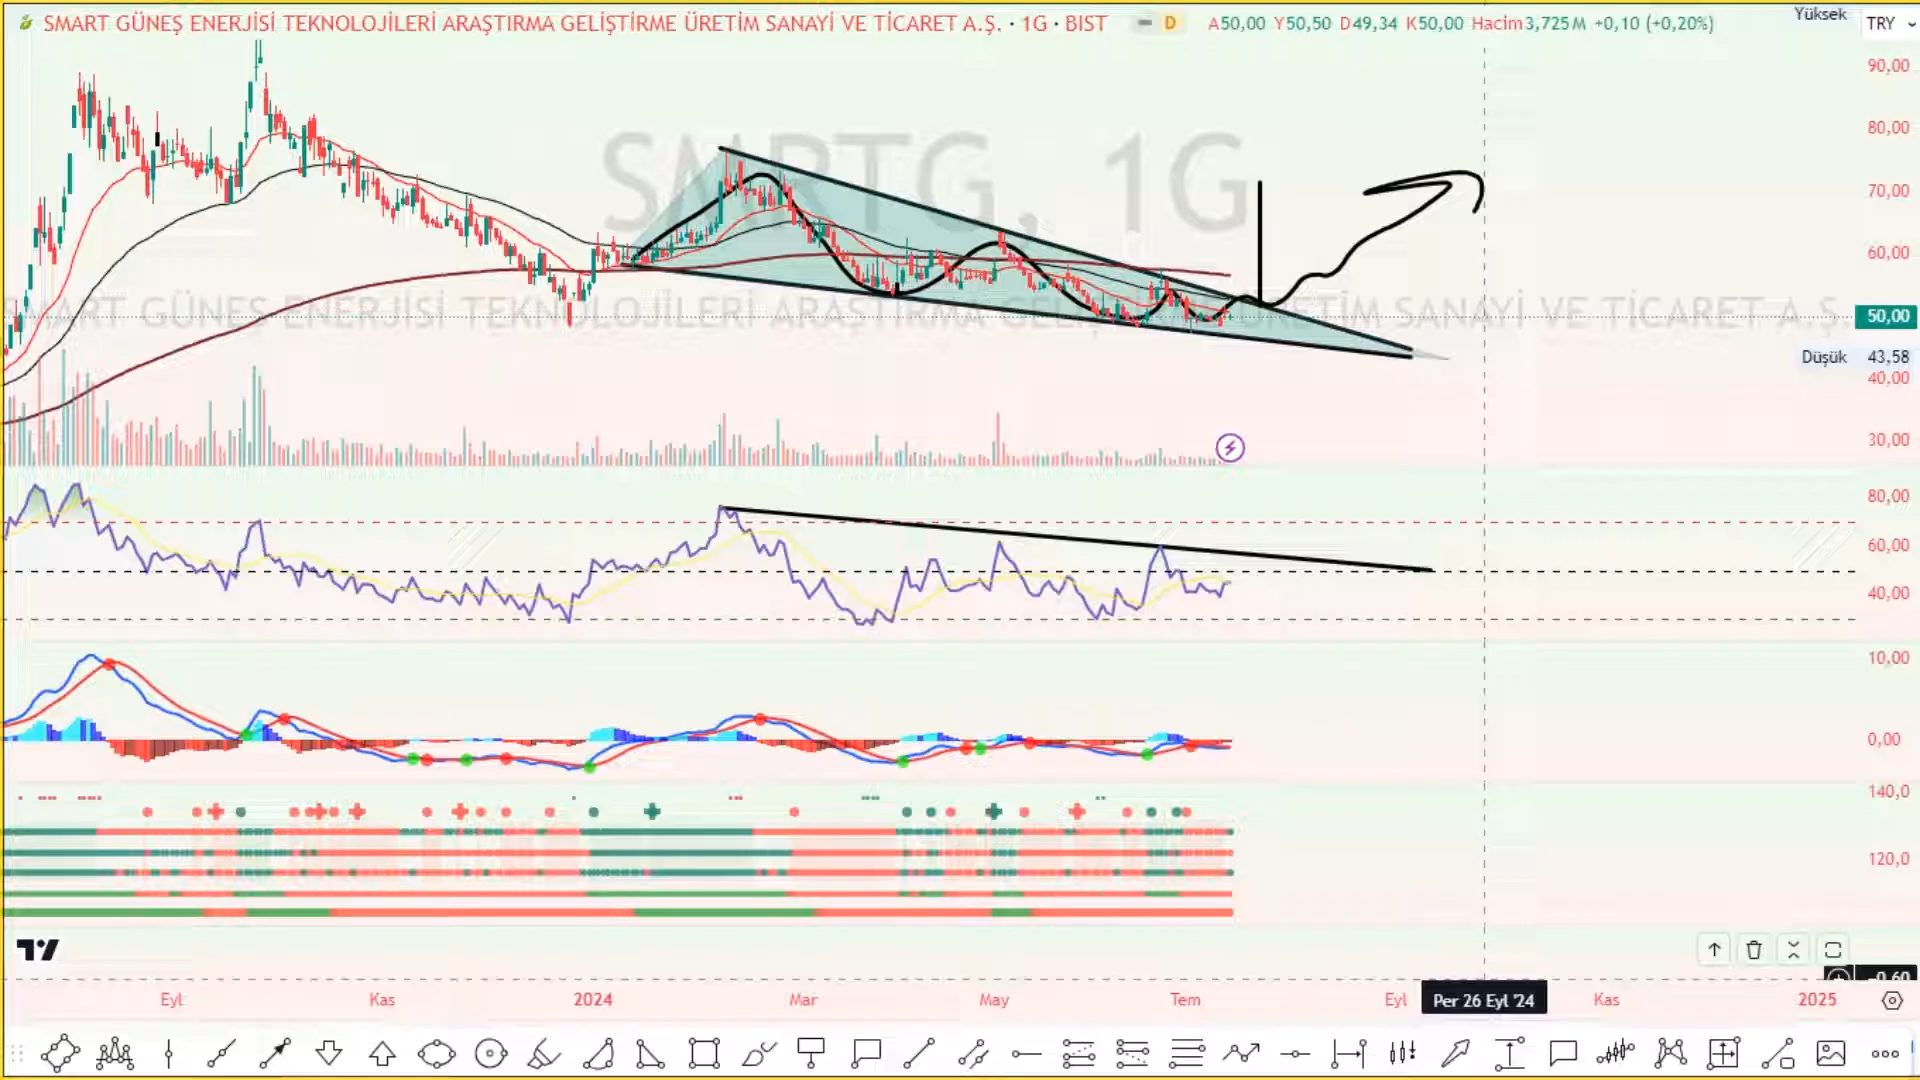 SMART GÜNEŞ ENERJİSİ TEKNOLOJİLERİ ARAŞTIRMA GELİŞTİRME ÜRETİM SANAYİ VE TİCARET A.Ş. · 1G · BIST D A50,00 Y50,50 D49,34 K50,00 Hacim3,725M +0,10 (+0,20%)
Yüksek
TRY
90,00
80,00
SMRTG, 1G
70,00
60,00
SMART GÜNEŞ ENERJİSİ TEKNOLOJİLERİ ARAŞTIRMA GELİŞTİRME ÜRETİM SANAYİ VE TİCARET A.Ş.
50,00
Düşük 43,58
40,00
30,00
80,00
60,00
40,00
10,00
0,00
140,0
120,0
-0,60
Eyl Kas 2024 Mar May Tem Eyl Per 26 Eyl '24 Kas 2025